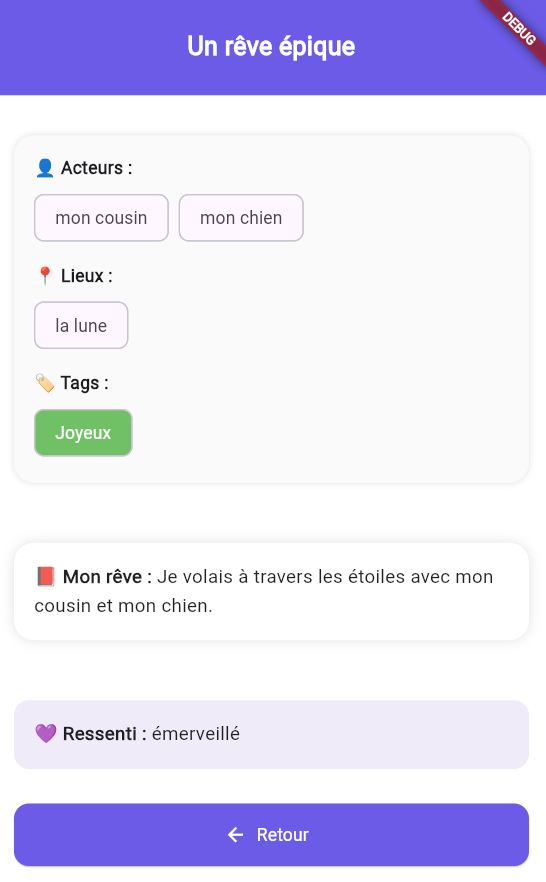 Un rêve épique
DEBUG
👤 Acteurs :
mon cousin mon chien
📍 Lieux :
la lune
🏷️ Tags :
Joyeux
📕 Mon rêve : Je volais à travers les étoiles avec mon
cousin et mon chien.
💜 Ressenti : émerveillé
← Retour